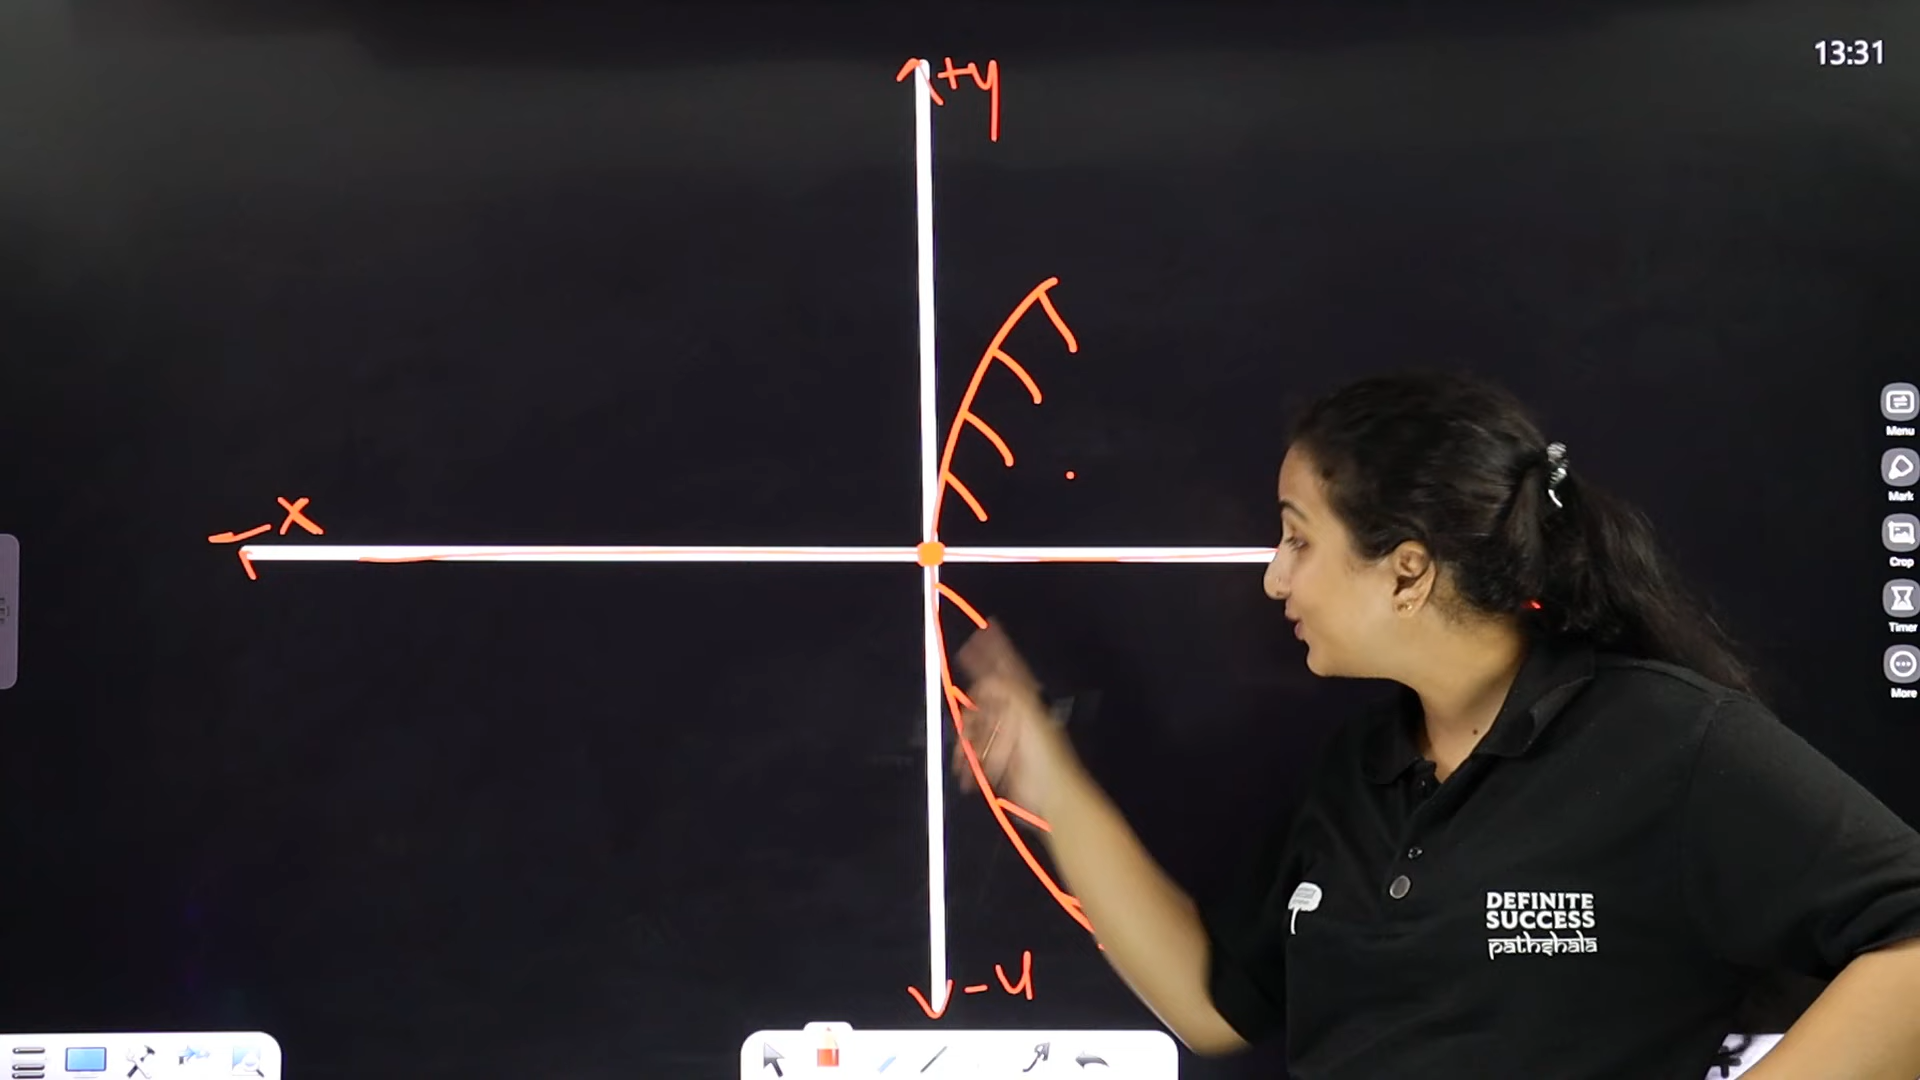 13:31
+y
-x
-y
Menu
Mark
Crop
Timer
More
DEFINITE
SUCCESS
pathshala